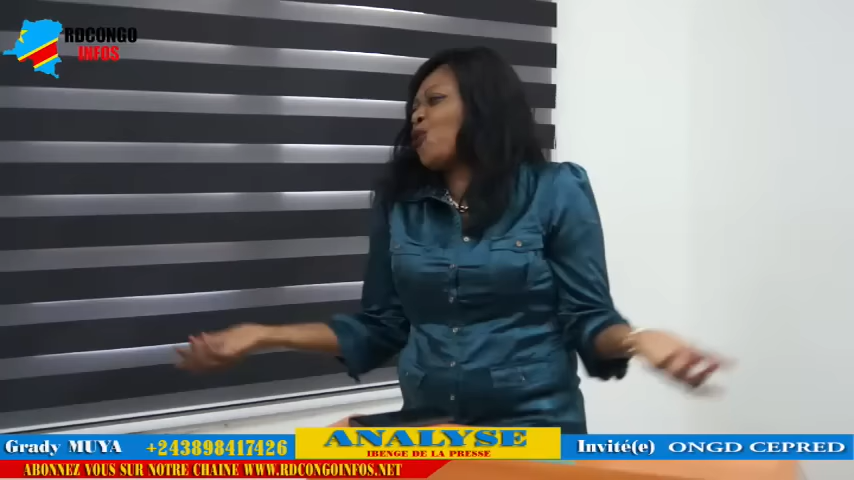 RDCONGO
INFOS
Grady MUYA +243898417426 ANALYSE Invité(e) ONGD CEPRED
IBENGE DE LA PRESSE
ABONNEZ VOUS SUR NOTRE CHAINE WWW.RDCONGOINFOS.NET